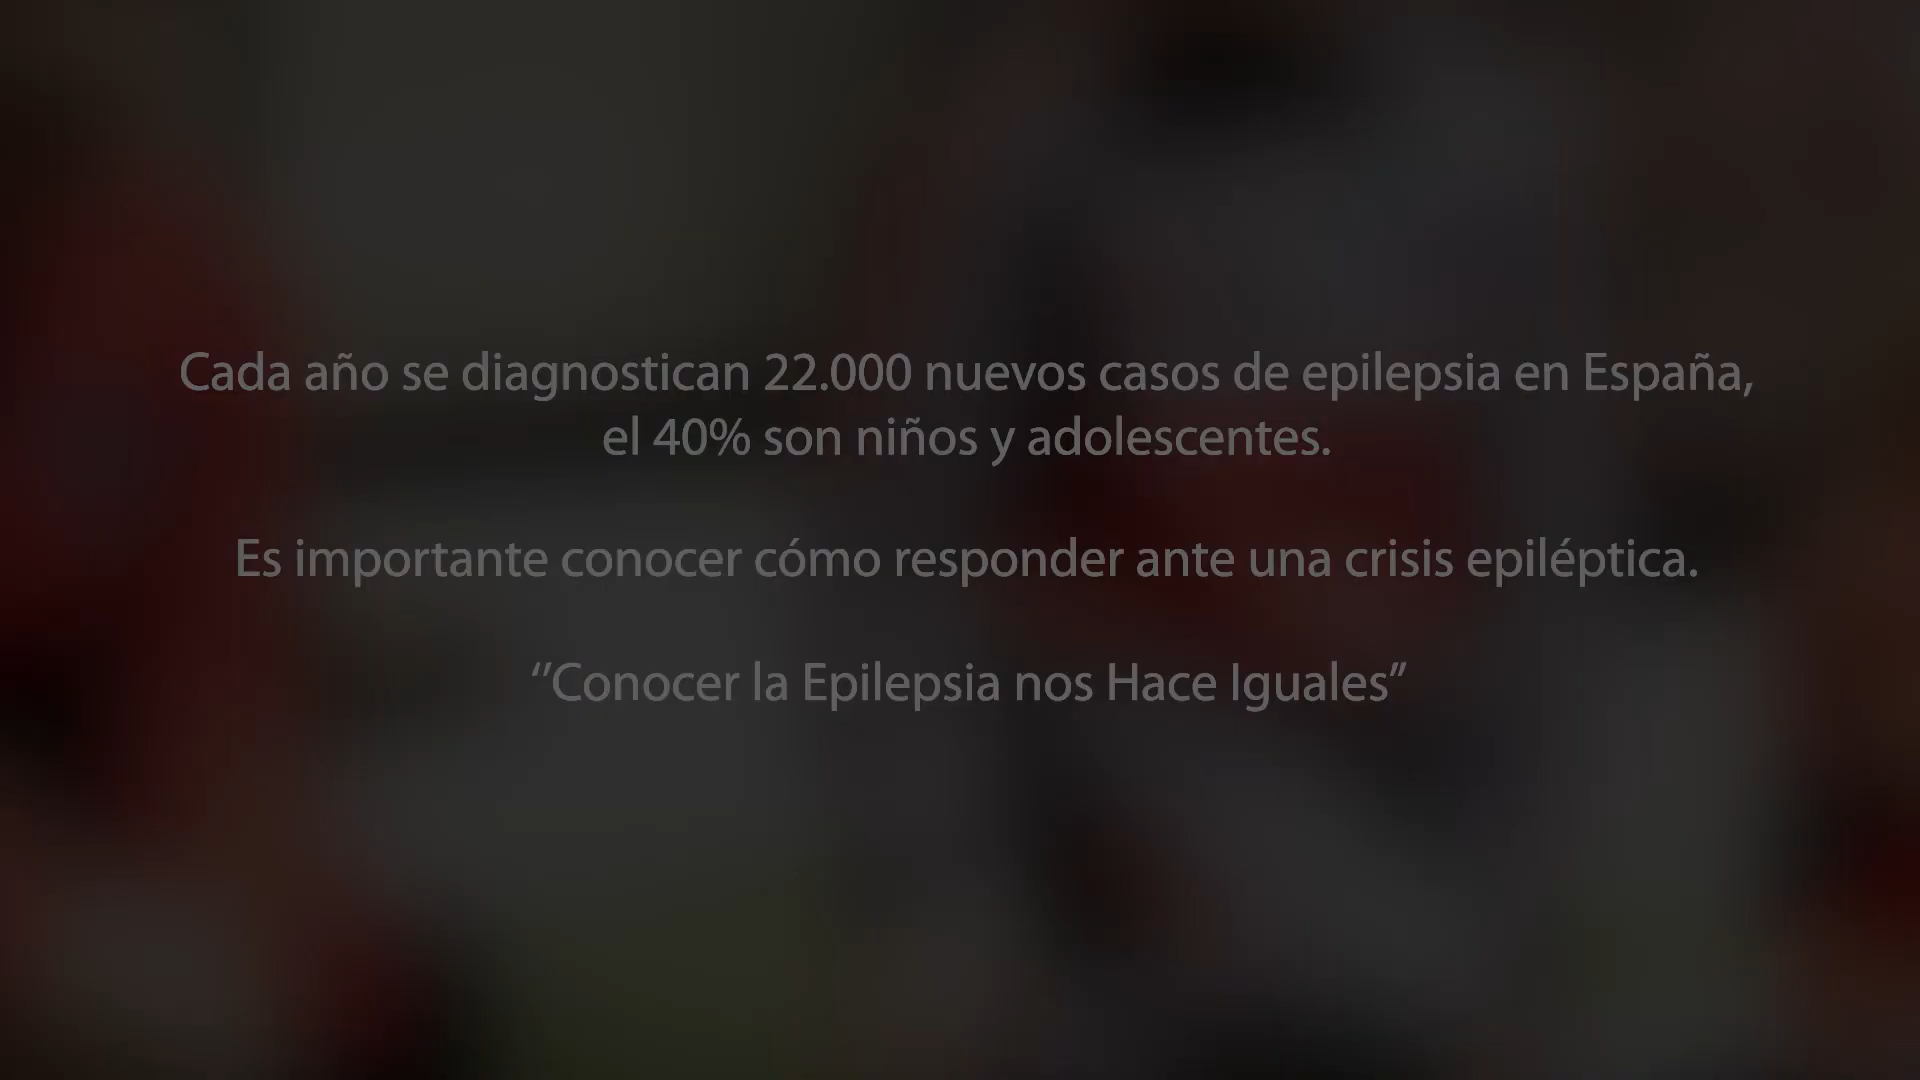 Cada año se diagnostican 22.000 nuevos casos de epilepsia en España,
el 40% son niños y adolescentes.
Es importante conocer cómo responder ante una crisis epiléptica.
“Conocer la Epilepsia nos Hace Iguales”